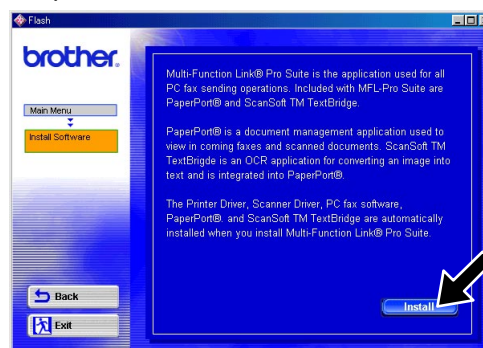 Flash
brother.
Main Menu
Install Software
Multi-Function Link® Pro Suite is the application used for all
PC fax sending operations. Included with MFL-Pro Suite are
PaperPort® and ScanSoft TM TextBridge.
PaperPort® is a document management application used to
view in coming faxes and scanned documents. ScanSoft TM
TextBrigde is an OCR application for converting an image into
text and is integrated into PaperPort®.
The Printer Driver, Scanner Driver, PC fax software,
PaperPort®. and ScanSoft TM TextBridge are automatically
installed when you install Multi-Function Link® Pro Suite.
Back
Install
Exit